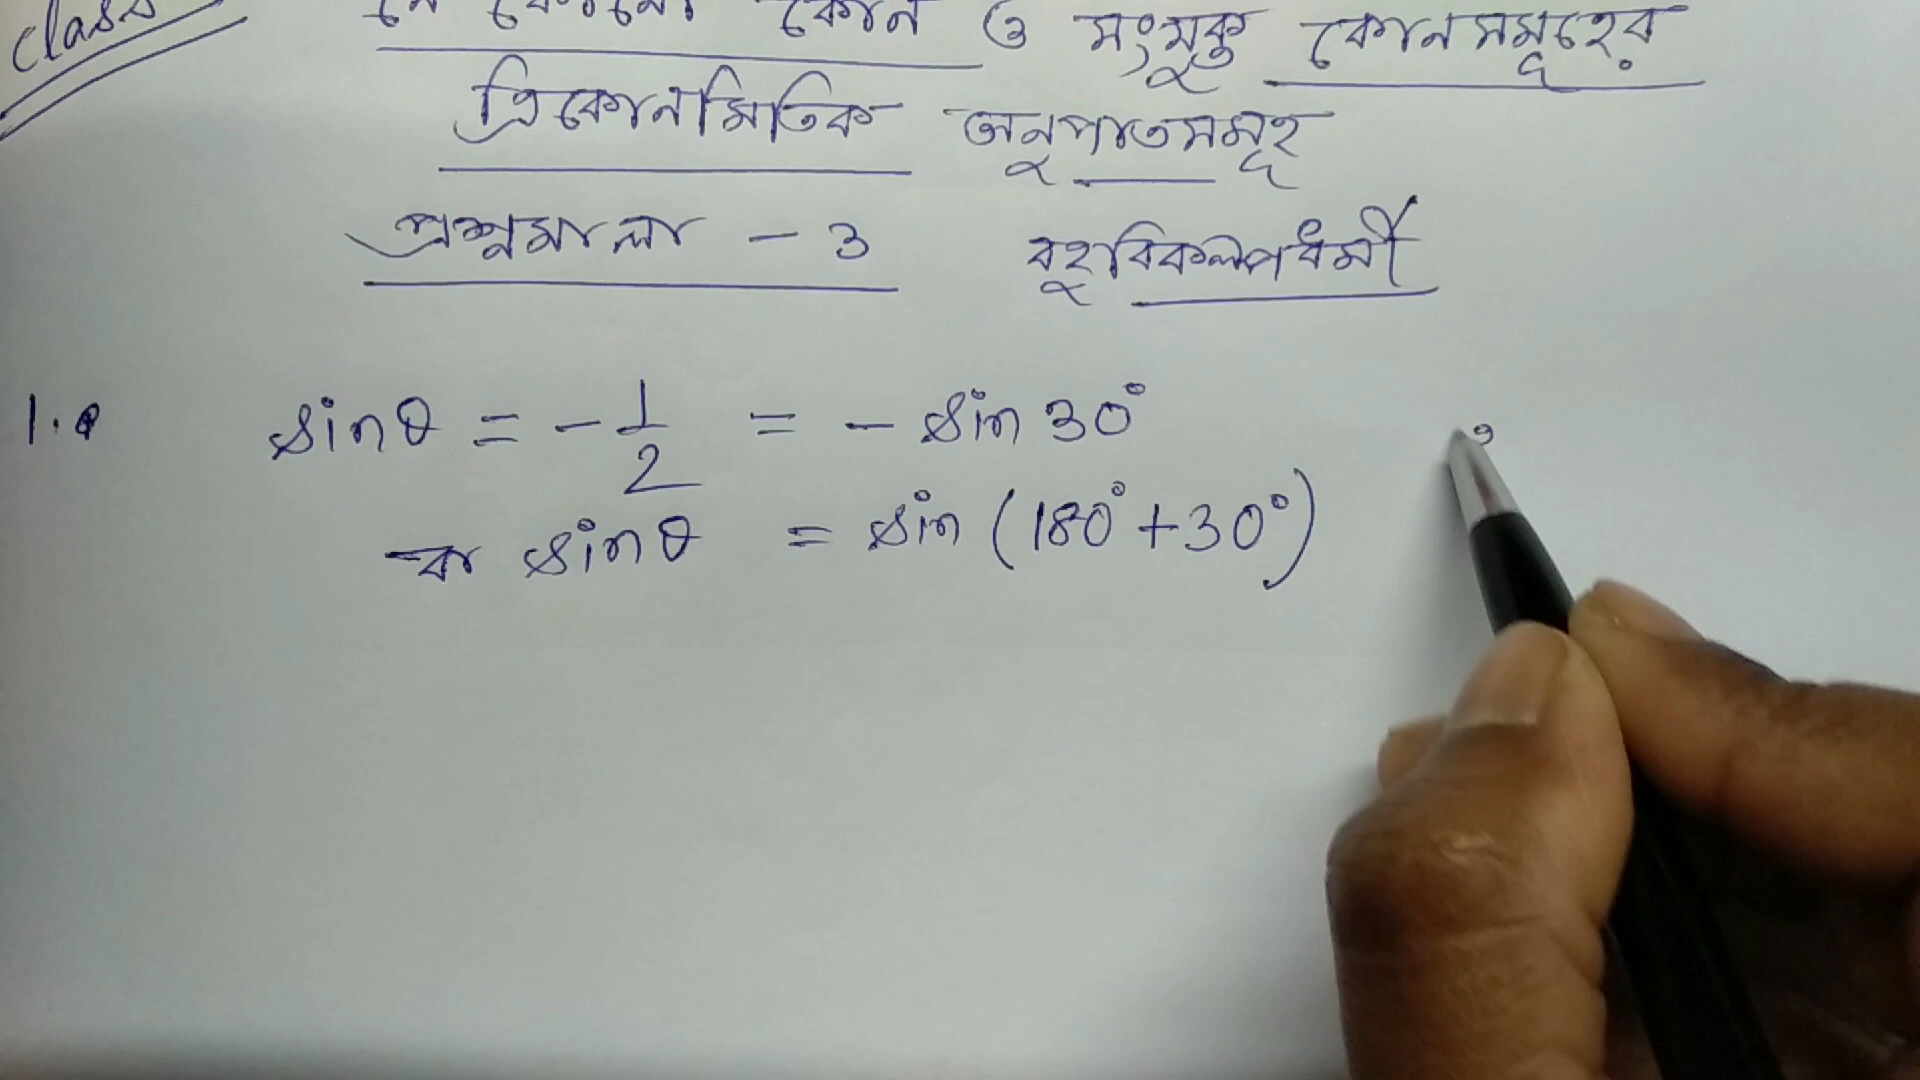 class
যে কোনো কোন ও সংযুক্ত কোনসমূহের
ত্রিকোনমিতিক অনুপাতসমূহ
প্রশ্নমালা - 3 বহুবিকল্পধর্মী
1. sinθ = - 1/2 = - sin 30°
বা sinθ = sin (180° + 30°)